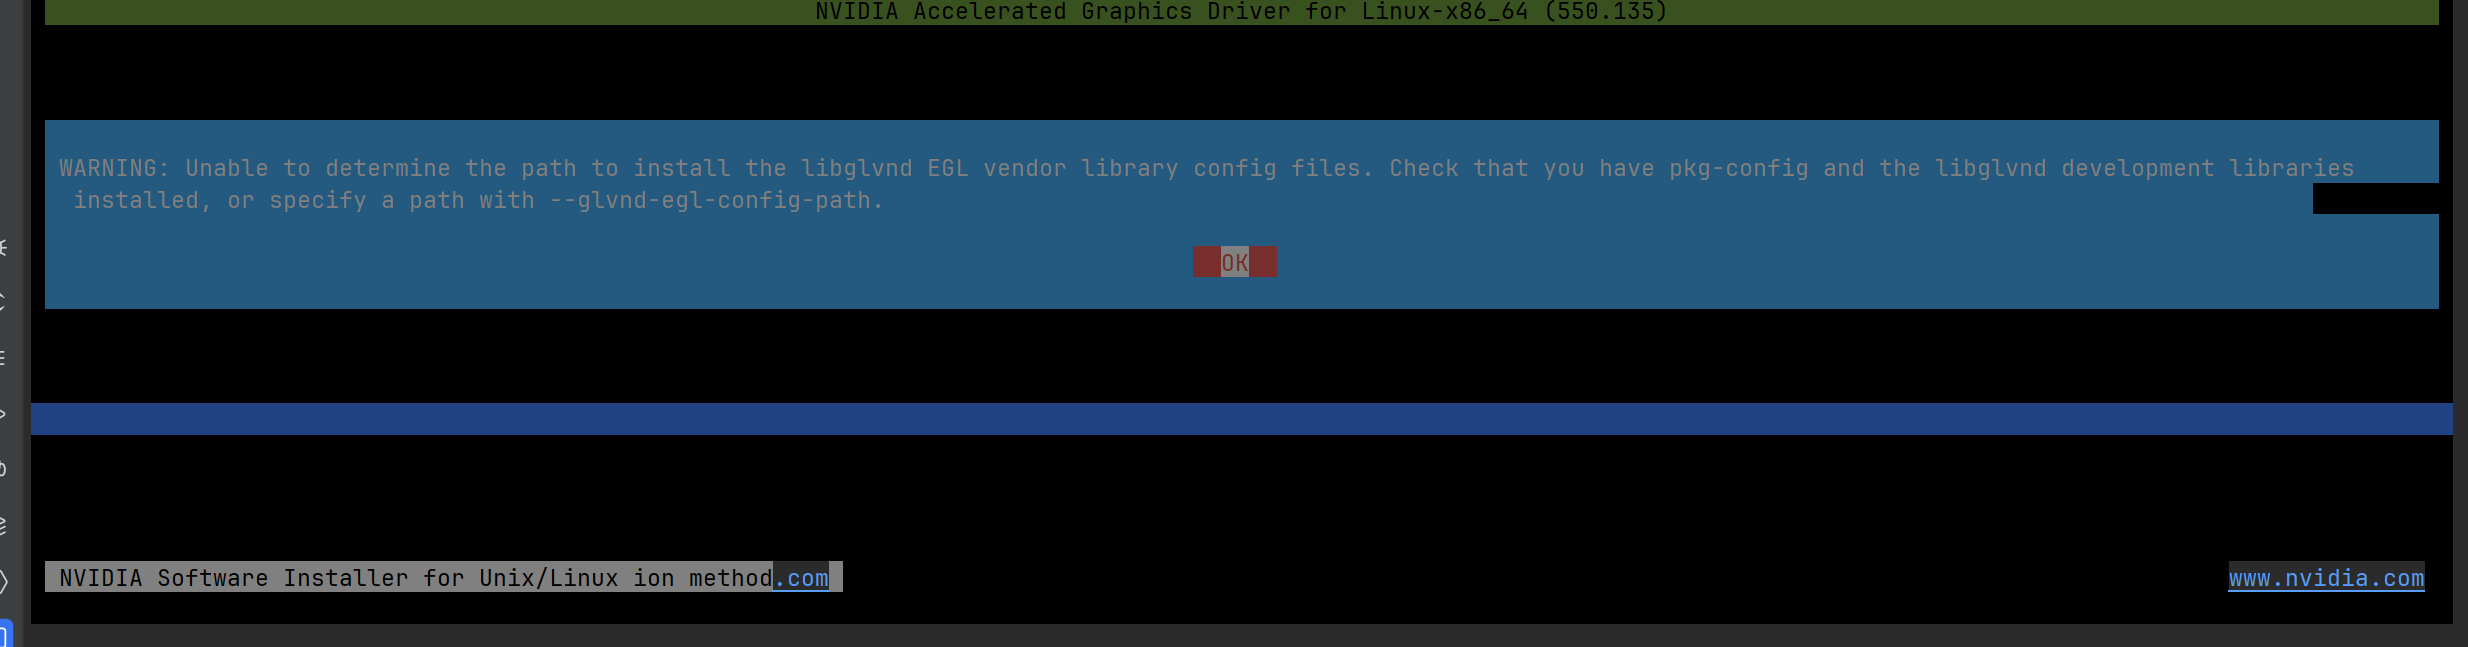 NVIDIA Accelerated Graphics Driver for Linux-x86_64 (550.135)
WARNING: Unable to determine the path to install the libglvnd EGL vendor library config files. Check that you have pkg-config and the libglvnd development libraries
installed, or specify a path with --glvnd-egl-config-path.
OK
NVIDIA Software Installer for Unix/Linux ion method.com www.nvidia.com